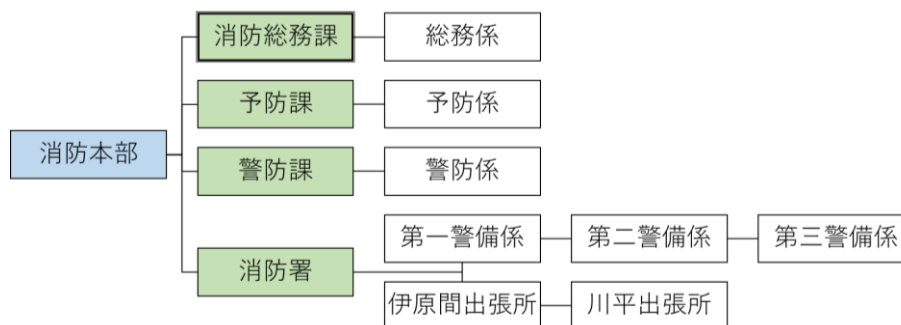 消防総務課
総務係
予防課
予防係
消防本部
警防課
警防係
第一警備係
第二警備係
第三警備係
消防署
伊原間出張所
川平出張所